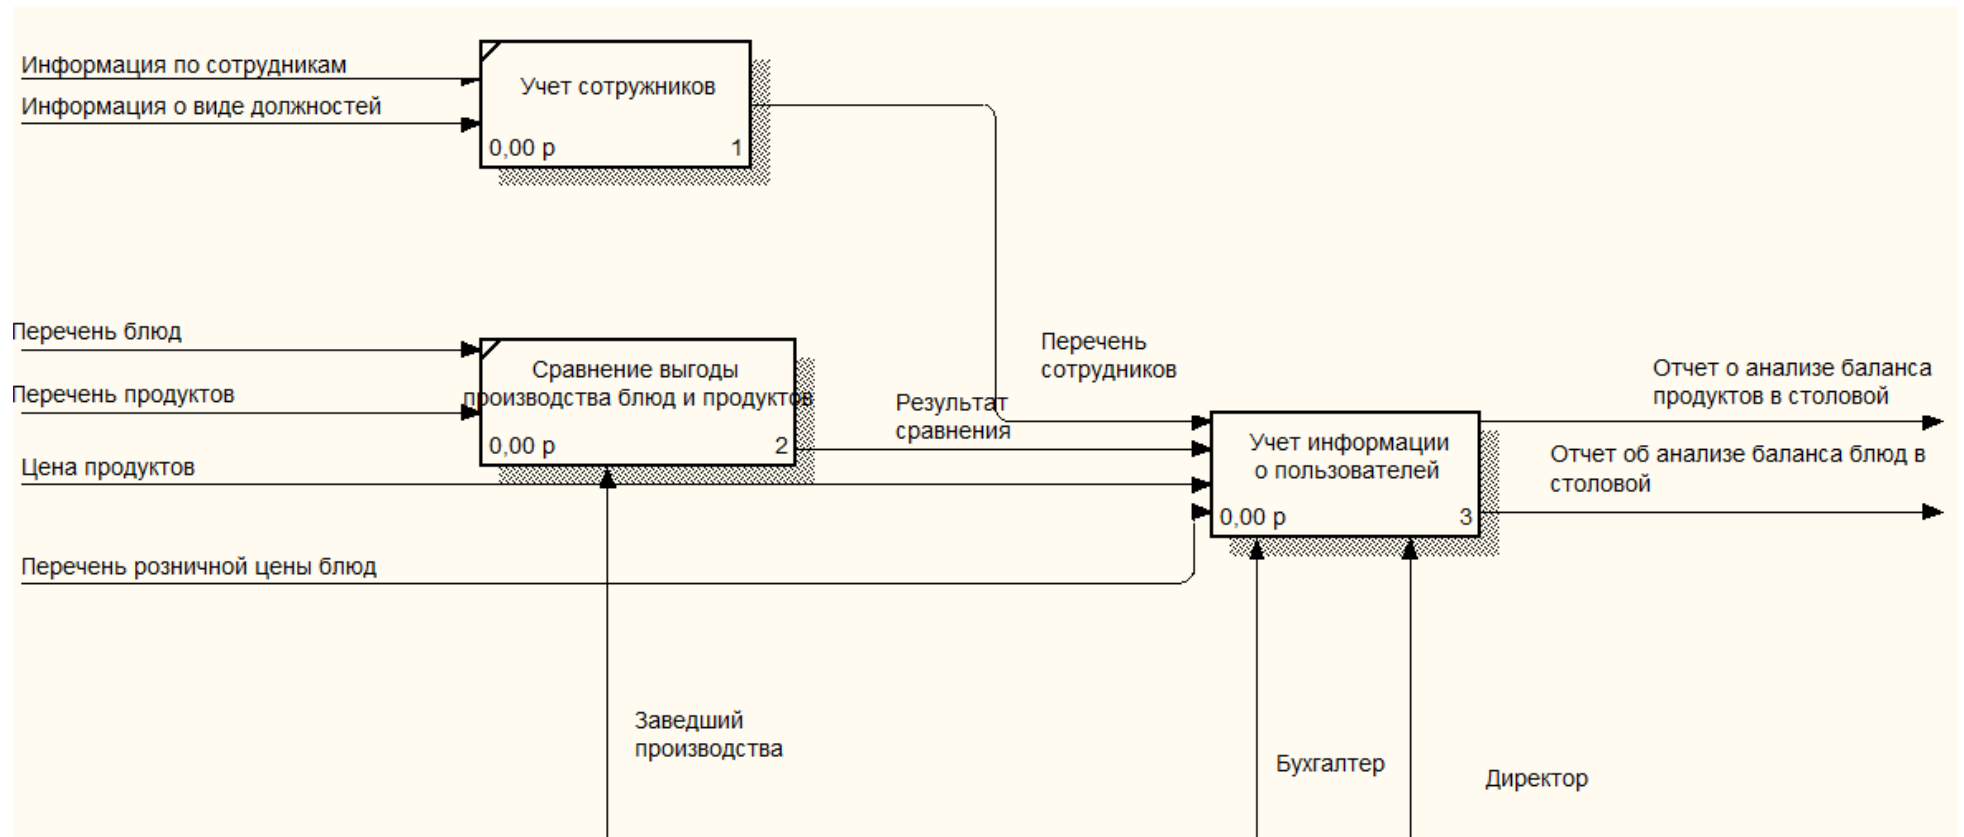 Информация по сотрудникам
Информация о виде должностей
Учет сотружников
0,00 р
1
Перечень блюд
Перечень продуктов
Цена продуктов
Перечень розничной цены блюд
Сравнение выгоды
производства блюд и продуктов
0,00 р
2
Перечень
сотрудников
Результат
сравнения
Учет информации
о пользователей
0,00 р
3
Отчет о анализе баланса
продуктов в столовой
Отчет об анализе баланса блюд в
столовой
Заведший
производства
Бухгалтер
Директор